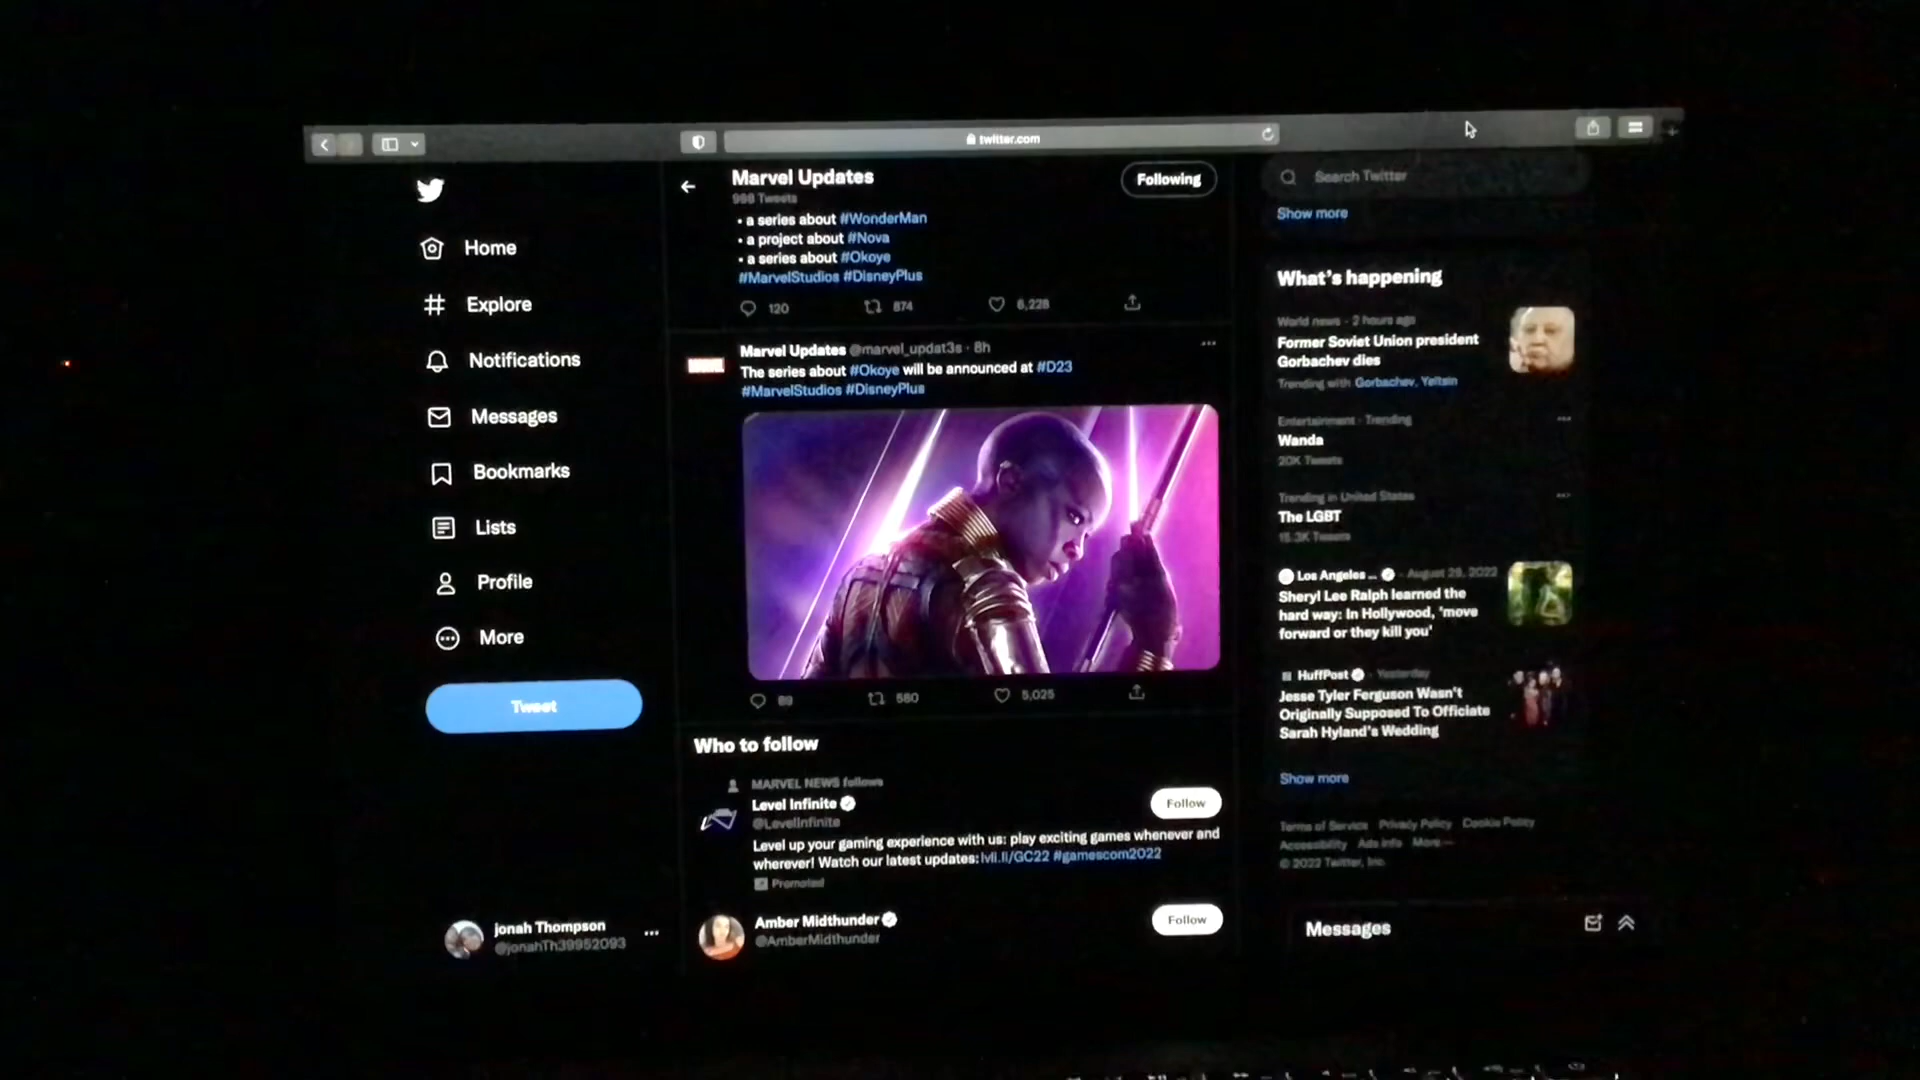 twitter.com
Home
Explore
Notifications
Messages
Bookmarks
Lists
Profile
More
Tweet
jonah Thompson
@jonahTh39952093
Marvel Updates
998 Tweets
Following
• a series about #WonderMan
• a project about #Nova
• a series about #Okoye
#MarvelStudios #DisneyPlus
120 874 6,228
Marvel Updates @marvel_updat3s · 8h
The series about #Okoye will be announced at #D23
#MarvelStudios #DisneyPlus
89 580 5,025
Who to follow
MARVEL NEWS follows
Level Infinite
@LevelInfinite
Follow
Level up your gaming experience with us: play exciting games whenever and
wherever! Watch our latest updates: lvli.li/GC22 #gamescom2022
Promoted
Amber Midthunder
@AmberMidthunder
Follow
Search Twitter
Show more
What's happening
World news · 2 hours ago
Former Soviet Union president
Gorbachev dies
Trending with Gorbachev, Yeltsin
Entertainment · Trending
Wanda
20K Tweets
Trending in United States
The LGBT
15.3K Tweets
Los Angeles ... · August 29, 2022
Sheryl Lee Ralph learned the
hard way: In Hollywood, 'move
forward or they kill you'
HuffPost · Yesterday
Jesse Tyler Ferguson Wasn't
Originally Supposed To Officiate
Sarah Hyland's Wedding
Show more
Terms of Service Privacy Policy Cookie Policy
Accessibility Ads info More ...
© 2022 Twitter, Inc.
Messages